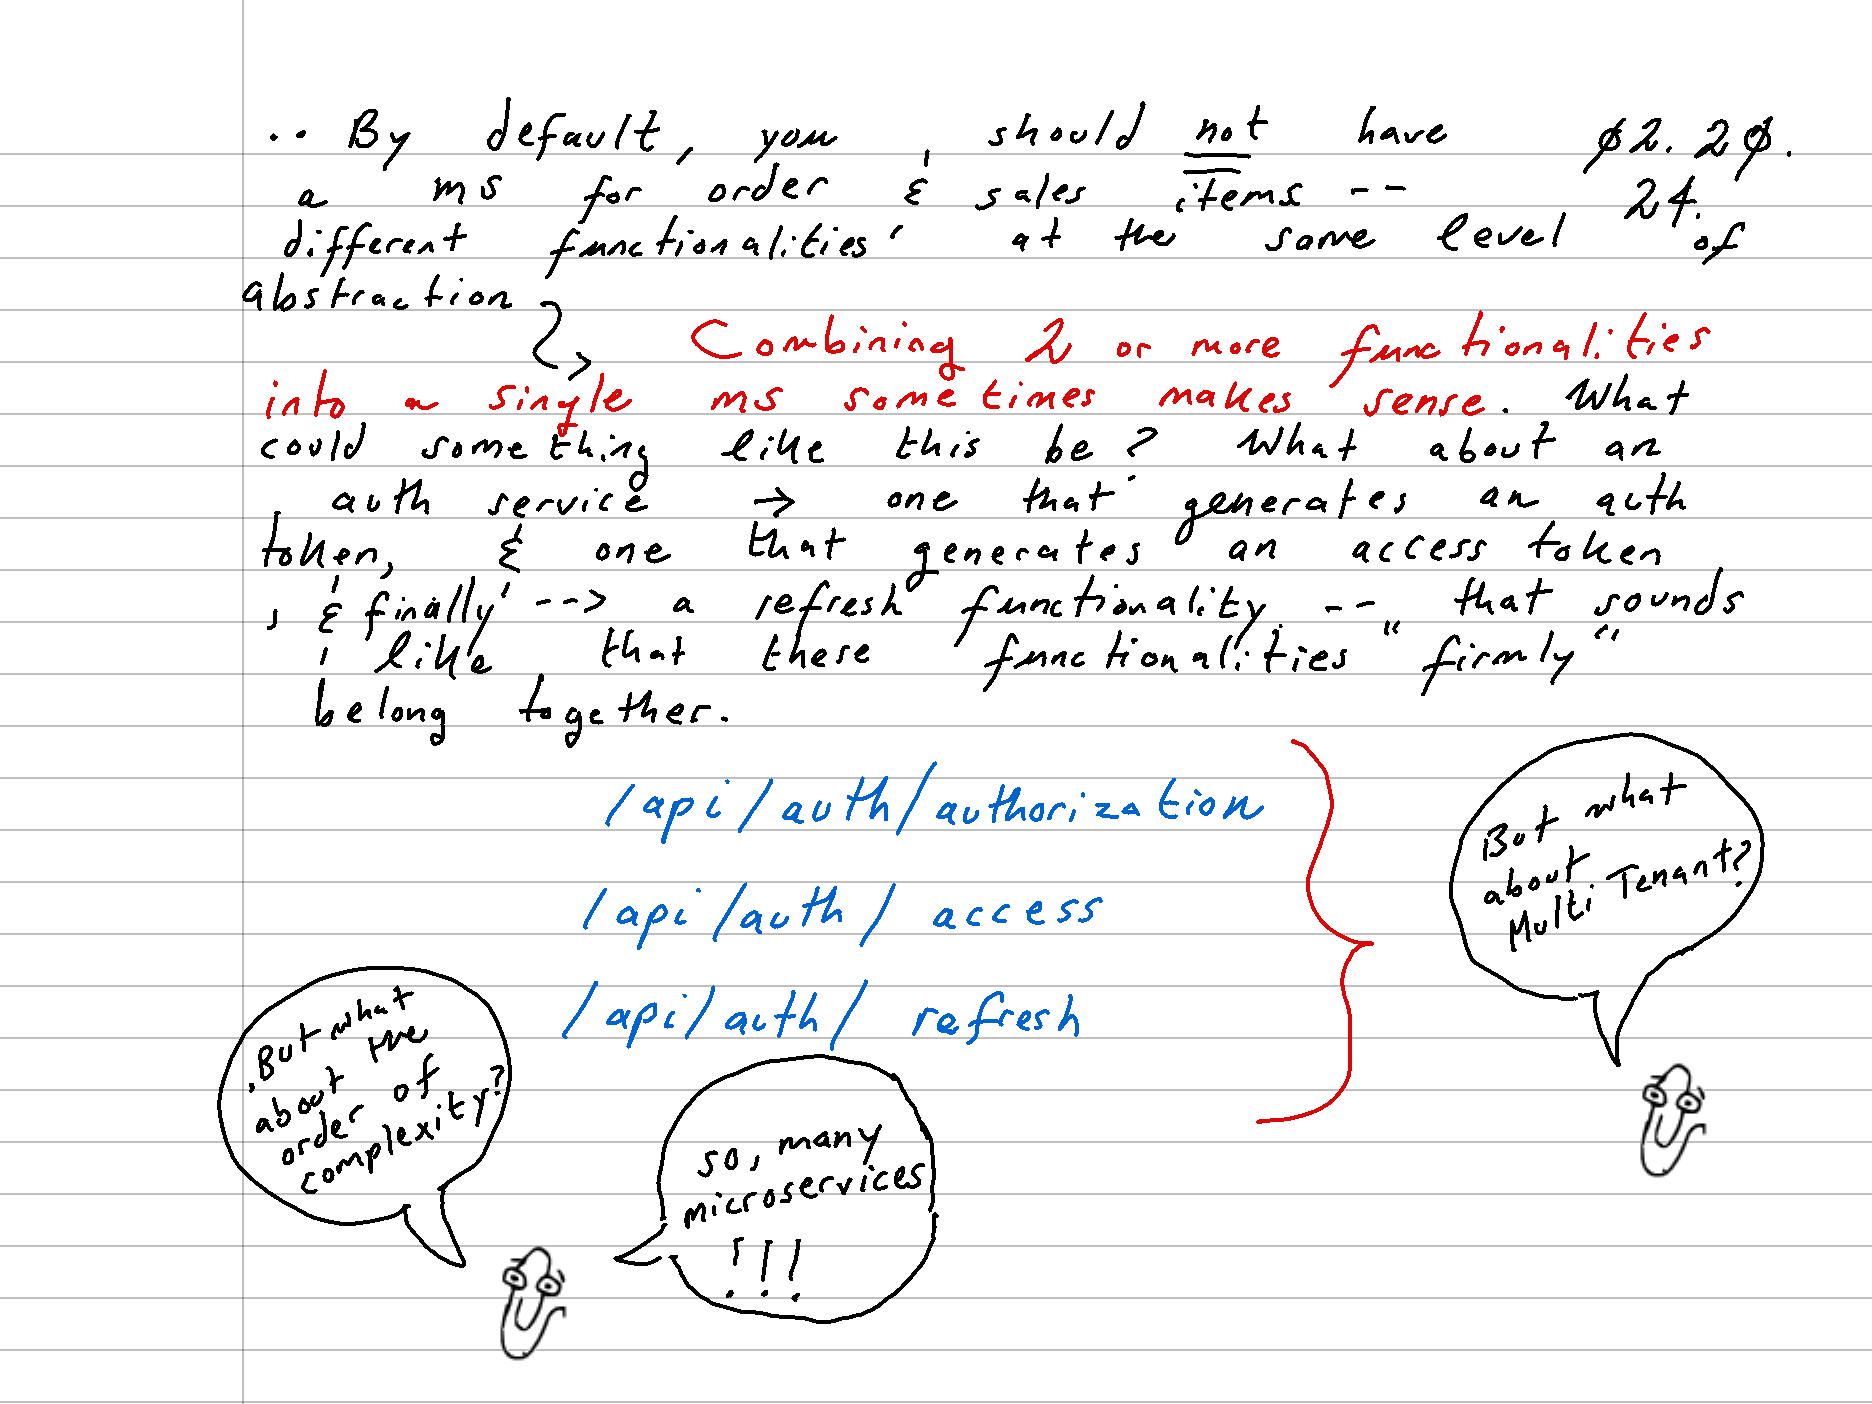 .. By default, you should not have 02.20.
a ms for order & sales items -- 24.
different functionalities' at the same level of
abstraction
Combining 2 or more functionalities
into a single ms sometimes makes sense. What
could something like this be? What about an
auth service → one that generates an auth
token, & one that generates an access token
, & finally' --> a refresh functionality -- that sounds
like that these functionalities "firmly"
belong together.
/api/auth/authorization
/api/auth/access
/api/auth/refresh
But what
about
Multi Tenant?
But what
about the
order of
complexity?
so, many
microservices
!!!